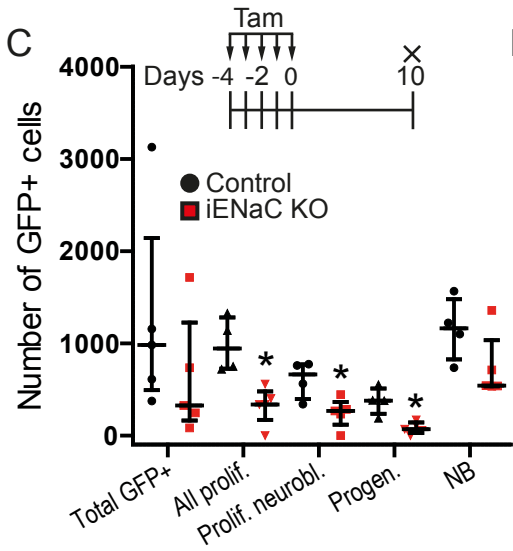 C
Tam
Days -4 -2 0 10
Number of GFP+ cells
4000
3000
2000
1000
0
Control
iENaC KO
* * *
Total GFP+
All prolif.
Prolif. neurobl.
Progen.
NB